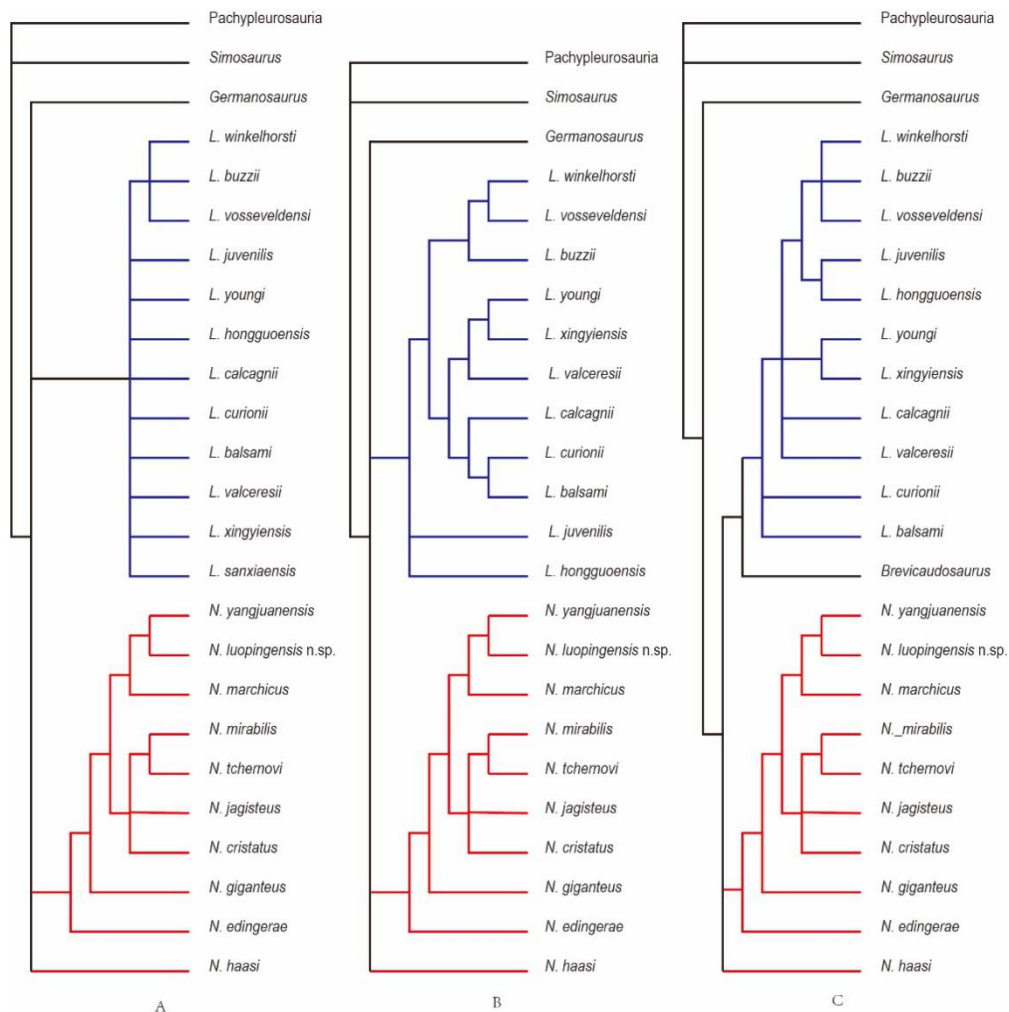 Pachypleurosauria
Simosaurus
Germanosaurus
L. winkelhorsti
L. buzzii
L. vosseveldensi
L. juvenilis
L. youngi
L. hongguoensis
L. calcagnii
L. curionii
L. balsami
L. valceresii
L. xingyiensis
L. sanxiaensis
N. yangjuanensis
N. luopingensis n.sp.
N. marchicus
N. mirabilis
N. tchernovi
N. jagisteus
N. cristatus
N. giganteus
N. edingerae
N. haasi
A
Pachypleurosauria
Simosaurus
Germanosaurus
L. winkelhorsti
L. vosseveldensi
L. buzzii
L. youngi
L. xingyiensis
L. valceresii
L. calcagnii
L. curionii
L. balsami
L. juvenilis
L. hongguoensis
N. yangjuanensis
N. luopingensis n.sp.
N. marchicus
N. mirabilis
N. tchernovi
N. jagisteus
N. cristatus
N. giganteus
N. edingerae
N. haasi
B
Pachypleurosauria
Simosaurus
Germanosaurus
L. winkelhorsti
L. buzzii
L. vosseveldensi
L. juvenilis
L. hongguoensis
L. youngi
L. xingyiensis
L. calcagnii
L. valceresii
L. curionii
L. balsami
Brevicaudosaurus
N. yangjuanensis
N. luopingensis n.sp.
N. marchicus
N._mirabilis
N. tchernovi
N. jagisteus
N. cristatus
N. giganteus
N. edingerae
N. haasi
C